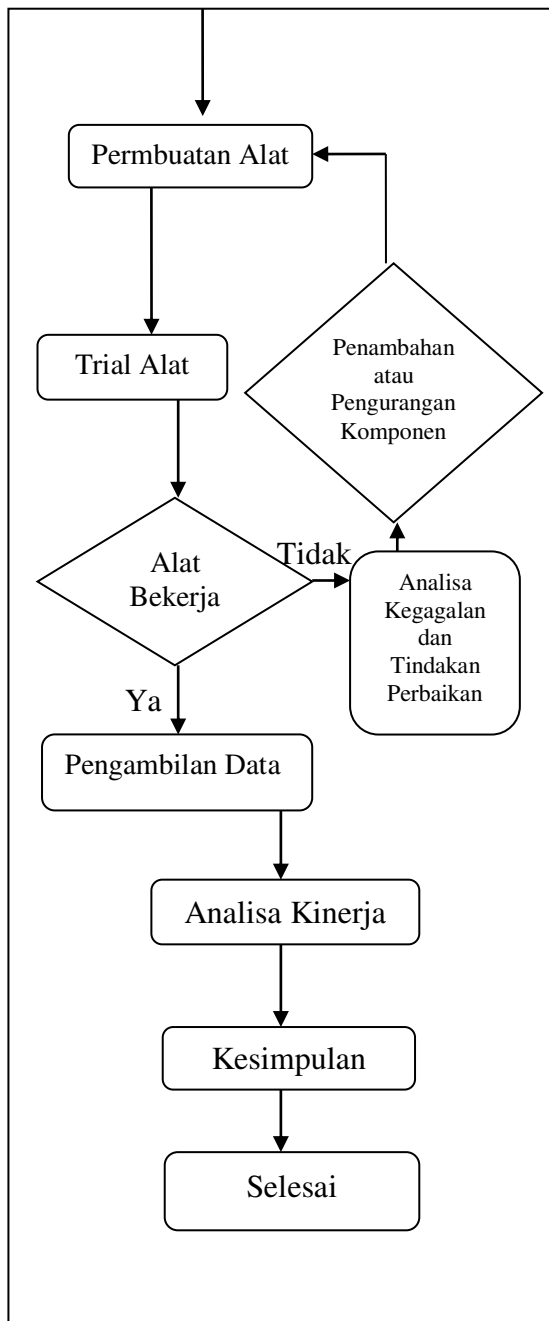 Permbuatan Alat
Trial Alat
Penambahan
atau
Pengurangan
Komponen
Alat
Bekerja
Tidak
Analisa
Kegagalan
dan
Tindakan
Perbaikan
Ya
Pengambilan Data
Analisa Kinerja
Kesimpulan
Selesai